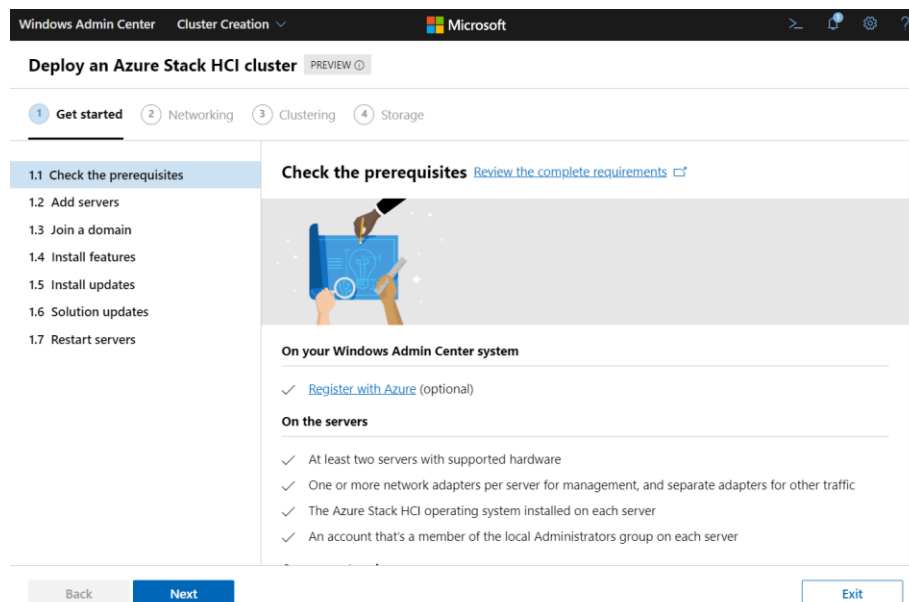 Windows Admin Center Cluster Creation Microsoft >_ 1 ?
Deploy an Azure Stack HCI cluster PREVIEW
1 Get started 2 Networking 3 Clustering 4 Storage
1.1 Check the prerequisites
1.2 Add servers
1.3 Join a domain
1.4 Install features
1.5 Install updates
1.6 Solution updates
1.7 Restart servers
Check the prerequisites Review the complete requirements
On your Windows Admin Center system
Register with Azure (optional)
On the servers
At least two servers with supported hardware
One or more network adapters per server for management, and separate adapters for other traffic
The Azure Stack HCI operating system installed on each server
An account that's a member of the local Administrators group on each server
Back Next Exit